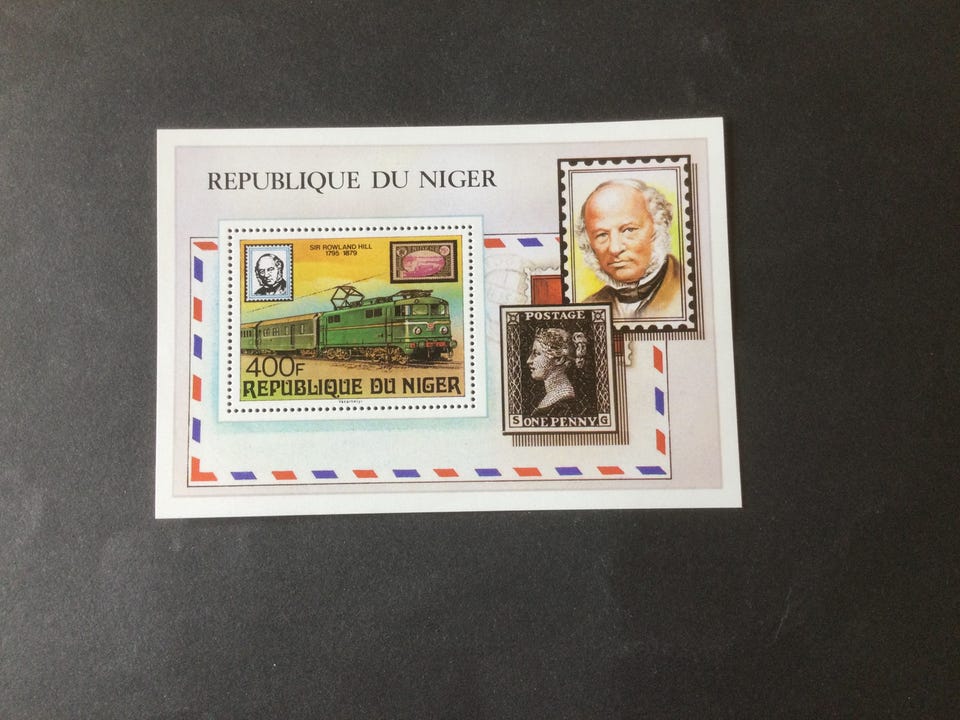 REPUBLIQUE DU NIGER
SIR ROWLAND HILL
1795-1879
400F
REPUBLIQUE DU NIGER
POSTAGE
S ONE PENNY G